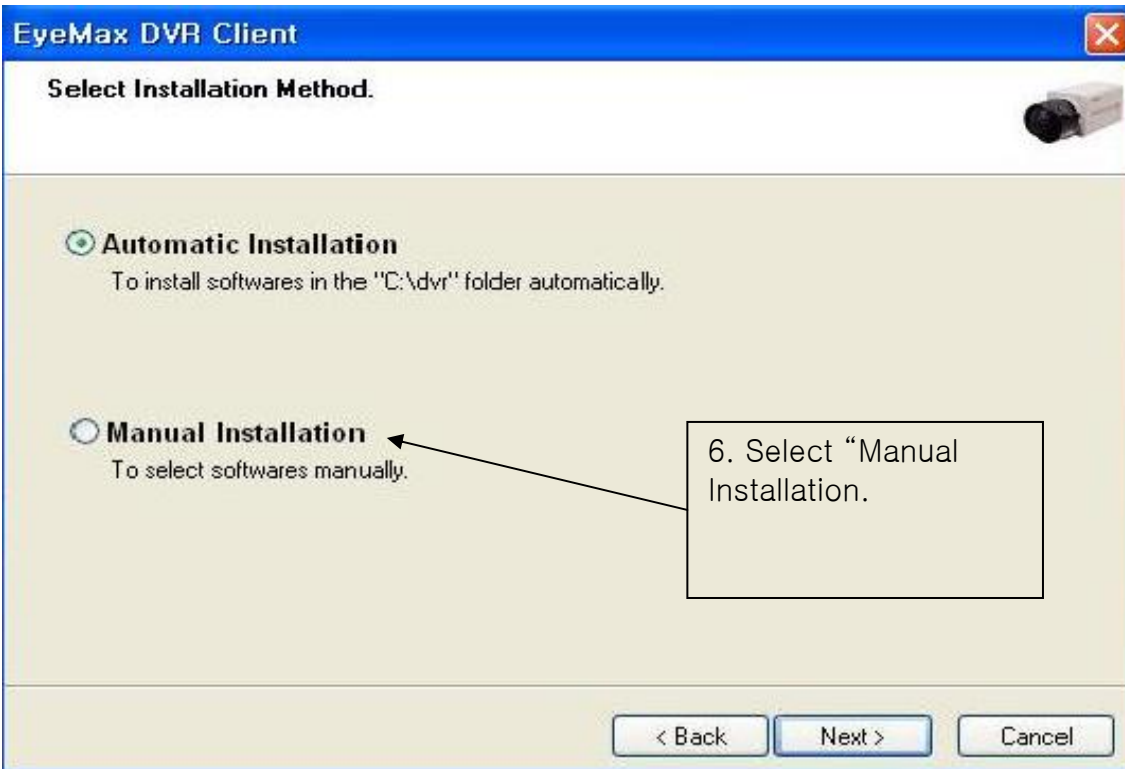 EyeMax DVR Client
Select Installation Method.
Automatic Installation
To install softwares in the "C:\dvr" folder automatically.
Manual Installation
To select softwares manually.
6. Select “Manual
Installation.
< Back
Next >
Cancel